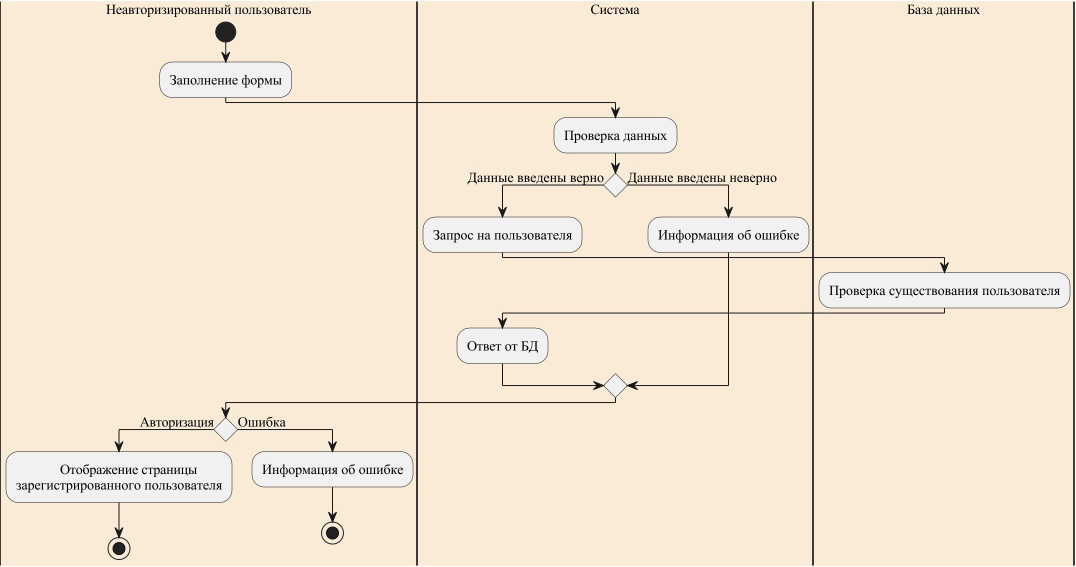 Неавторизированный пользователь
Система
База данных
Заполнение формы
Проверка данных
Данные введены верно
Данные введены неверно
Запрос на пользователя
Информация об ошибке
Проверка существования пользователя
Ответ от БД
Авторизация
Ошибка
Отображение страницы
зарегистрированного пользователя
Информация об ошибке